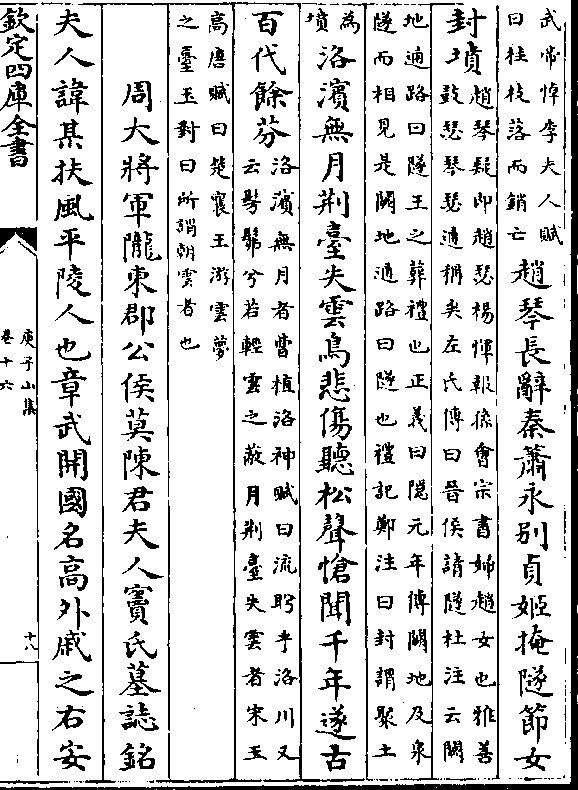 武帝悼李夫人賦
曰桂枝落而銷亡
趙琴長辭秦蕭永别貞姬掩隧節女
封墳
趙琴疑即趙瑟楊惲報孫會宗書婦趙女也雅善
鼓瑟琴瑟通稱矣左氏傳曰晉侯請隧杜注云闕
地通路曰隧王之葬禮也正義曰隠元年傳闕地及泉
隧而相見是闕地通路曰隧也禮記鄭注曰封謂聚土
為
墳
洛濵無月荆臺失雲鳥悲傷聽松聲愴聞千年遂古
百代餘芬
洛濵無月者曹植洛神賦曰流眄乎洛川又
云髣髴兮若輕雲之蔽月荆臺失雲者宋玉
高唐賦曰楚襄王游雲夢
之臺玉對曰所謂朝雲者也
周大將軍隴東郡公侯莫陳君夫人竇氏墓誌銘
夫人諱某扶風平陵人也章武開國名高外戚之右安
欽定四庫全書
庾子山集
卷十六
十八